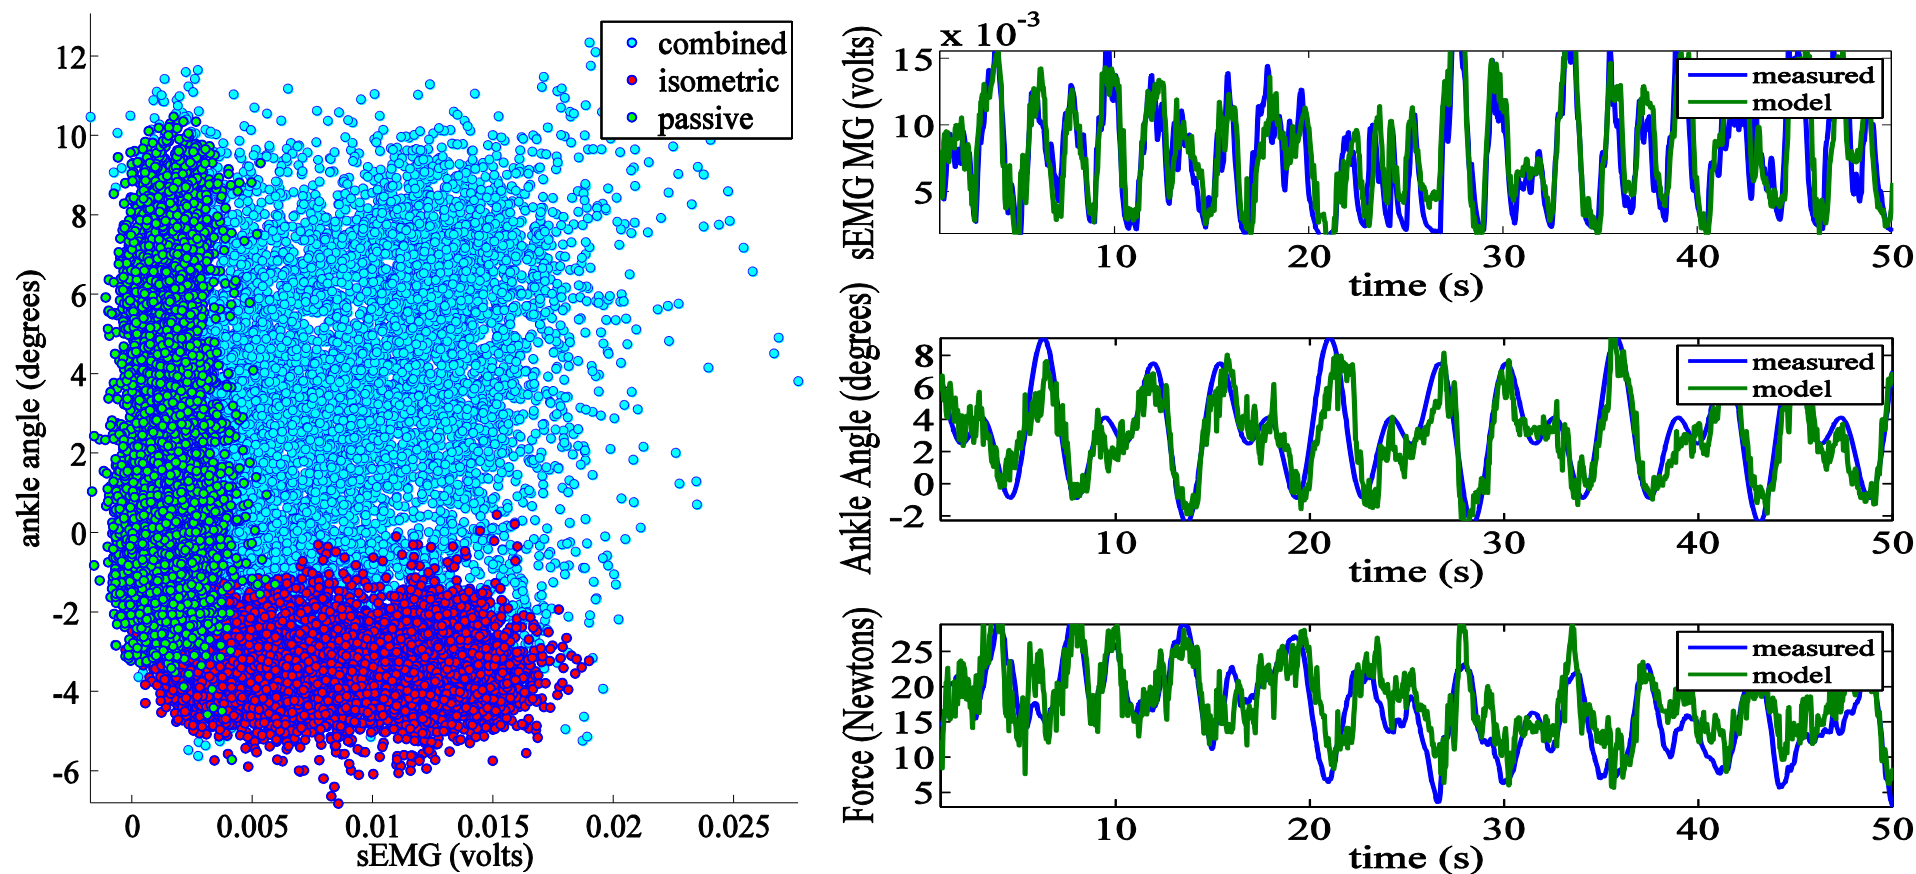 12
10
8
6
4
2
0
-2
-4
-6
ankle angle (degrees)
0
0.005
0.01
0.015
0.02
0.025
sEMG (volts)
combined
isometric
passive
x 10-3
15
10
5
sEMG MG (volts)
measured
model
10
20
30
40
50
time (s)
8
6
4
2
0
-2
Ankle Angle (degrees)
measured
model
10
20
30
40
50
time (s)
25
20
15
10
5
Force (Newtons)
measured
model
10
20
30
40
50
time (s)